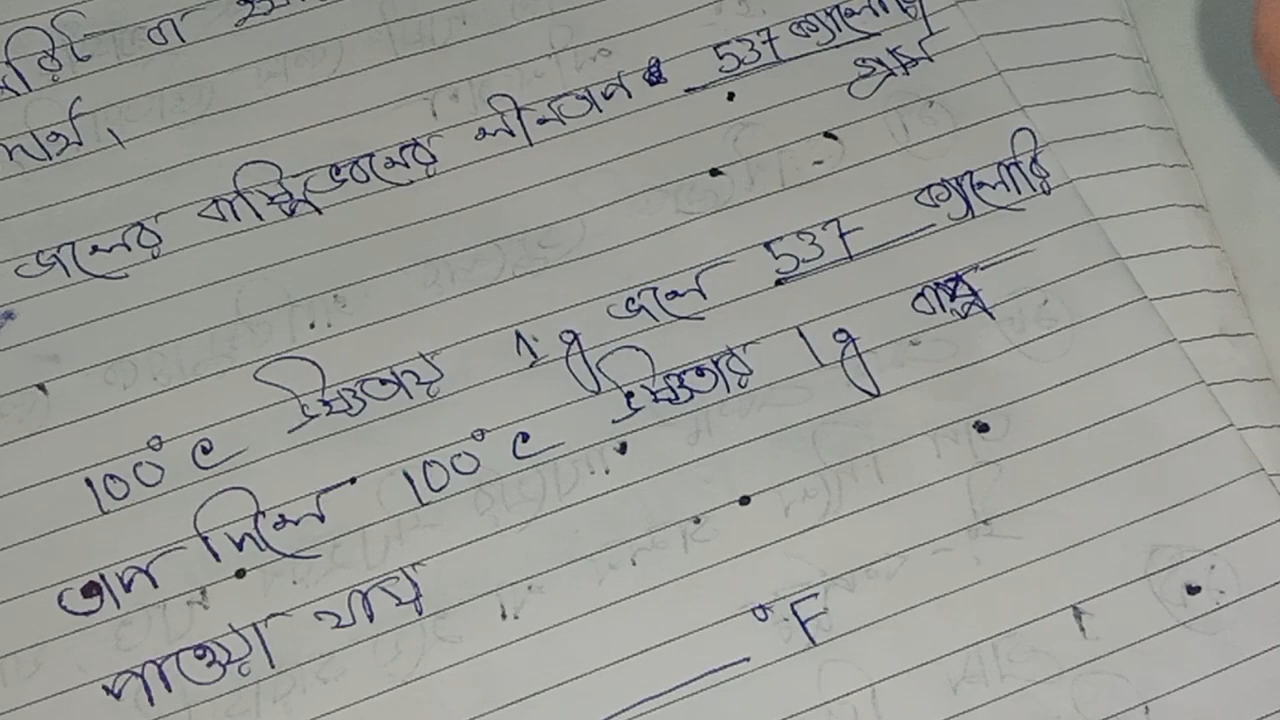 বা
জলের বাষ্পিভবনের লীনতাপ 537 ক্যালোরি
গ্রাম
100°C উষ্ণতায় 1g জলে 537 ক্যালোরি
তাপ দিলে 100°C উষ্ণতার 1g বাষ্প
পাওয়া যায়
°F